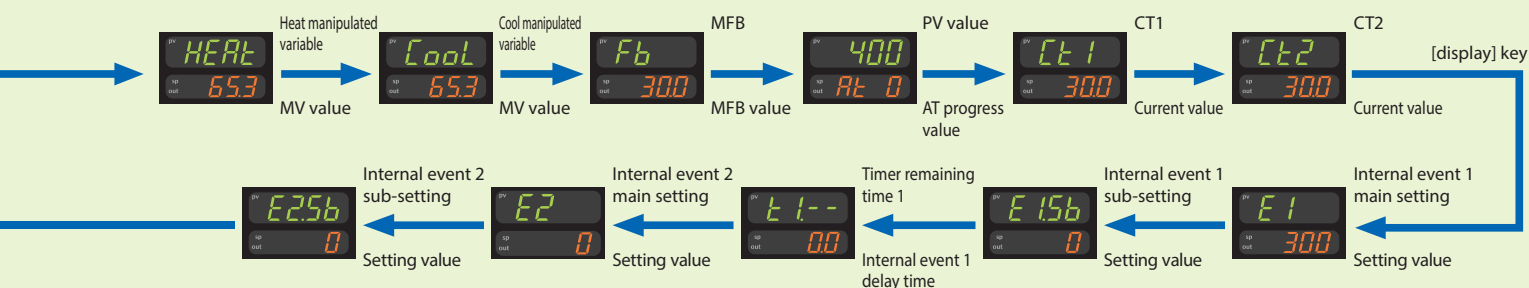 pv
HEAt
sp
out
65.3
Heat manipulated
variable
MV value
pv
CooL
sp
out
65.3
Cool manipulated
variable
MV value
pv
Fb
sp
out
30.0
MFB
MFB value
pv
400
sp
out
At 0
PV value
AT progress
value
pv
Ct1
sp
out
30.0
CT1
Current value
pv
Ct2
sp
out
30.0
CT2
Current value
[display] key
pv
E2.Sb
sp
out
0
Internal event 2
sub-setting
Setting value
pv
E2
sp
out
0
Internal event 2
main setting
Setting value
pv
t1.--
sp
out
0.0
Timer remaining
time 1
Internal event 1
delay time
pv
E1.Sb
sp
out
0
Internal event 1
sub-setting
Setting value
pv
E1
sp
out
300
Internal event 1
main setting
Setting value